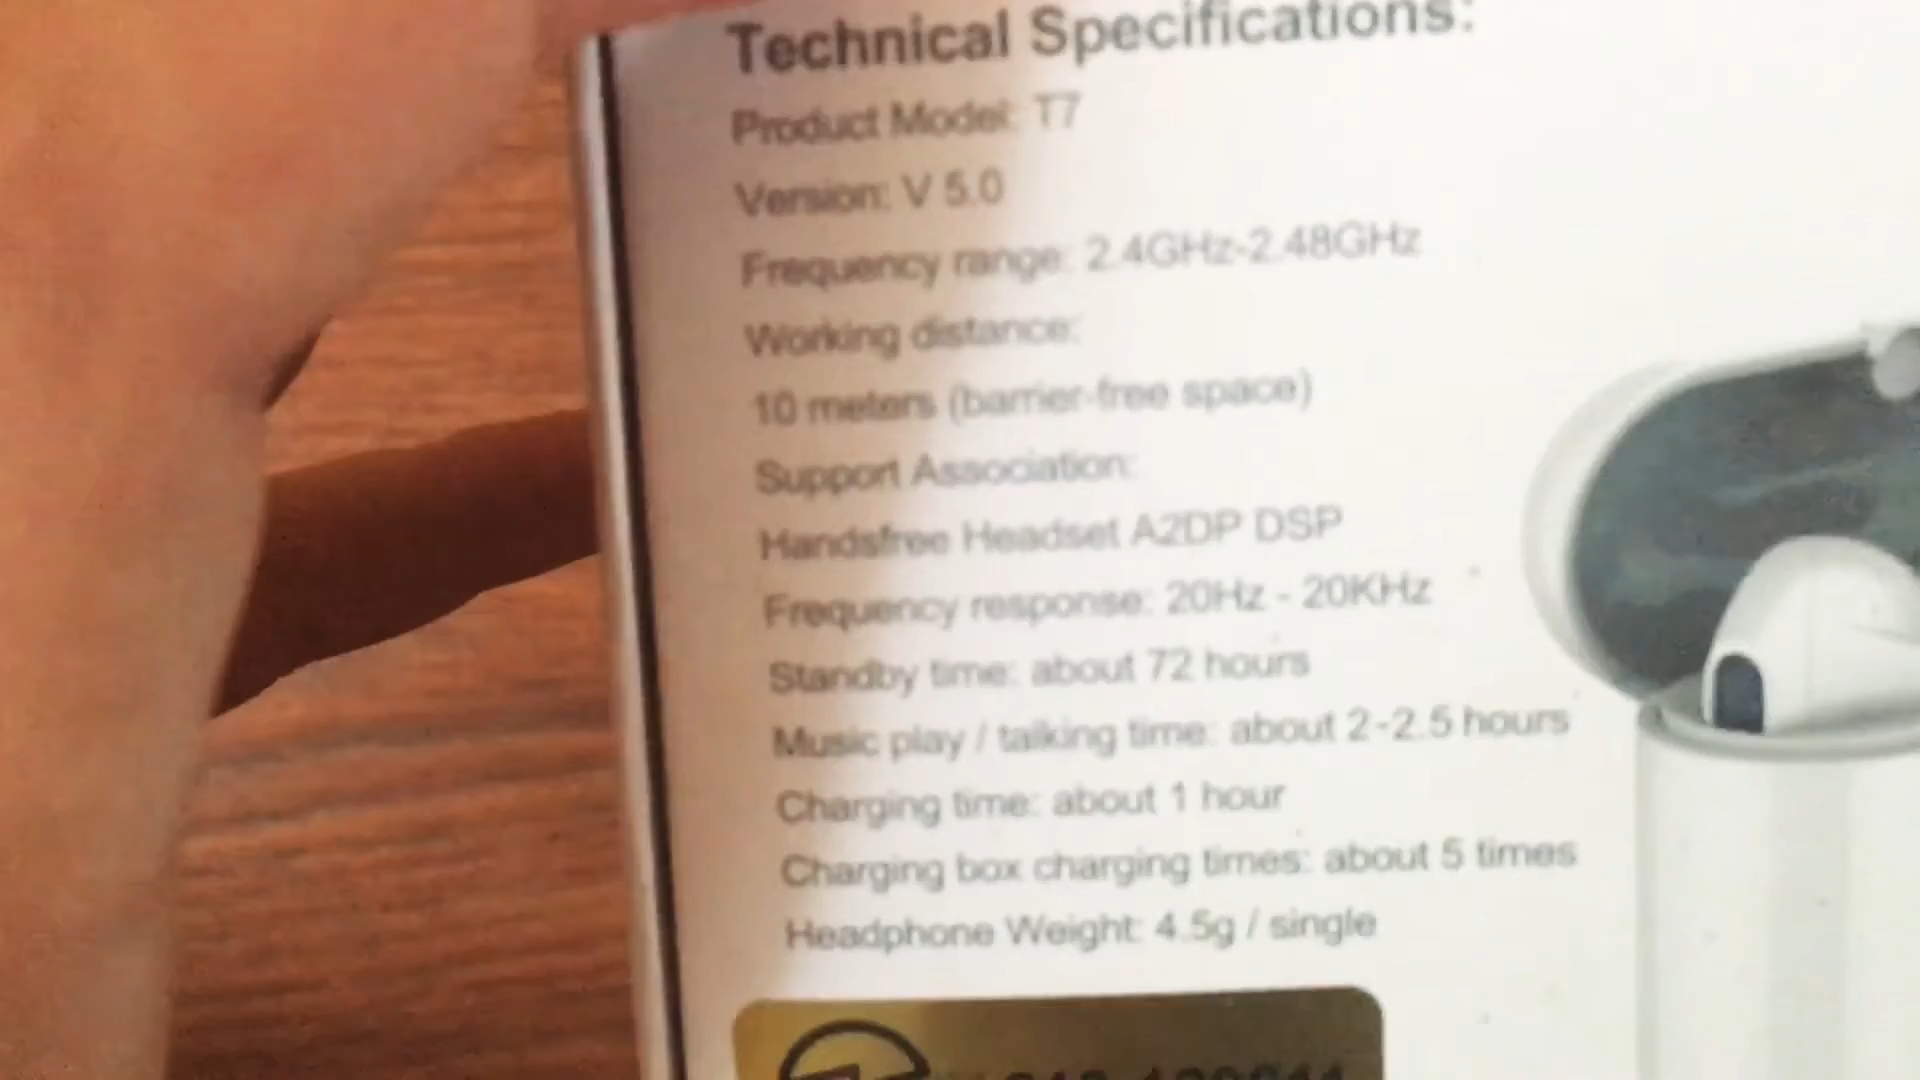 Technical Specifications:
Product Model: T7
Version: V 5.0
Frequency range: 2.4GHz-2.48GHz
Working distance:
10 meters (barrier-free space)
Support Association:
Handsfree Headset A2DP DSP
Frequency response: 20Hz - 20KHz
Standby time: about 72 hours
Music play / talking time: about 2-2.5 hours
Charging time: about 1 hour
Charging box charging times: about 5 times
Headphone Weight: 4.5g / single